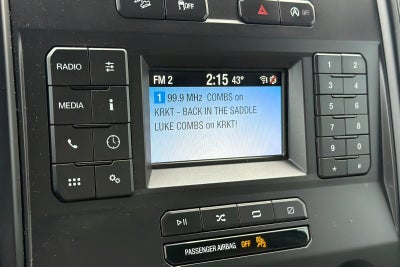 OFF
RADIO
MEDIA
FM 2 2:15 43°
1 99.9 MHz COMBS on
KRKT - BACK IN THE SADDLE
LUKE COMBS on KRKT!
1 2
3 4
5 6
7 8
9 0
* #
PASSENGER AIRBAG OFF